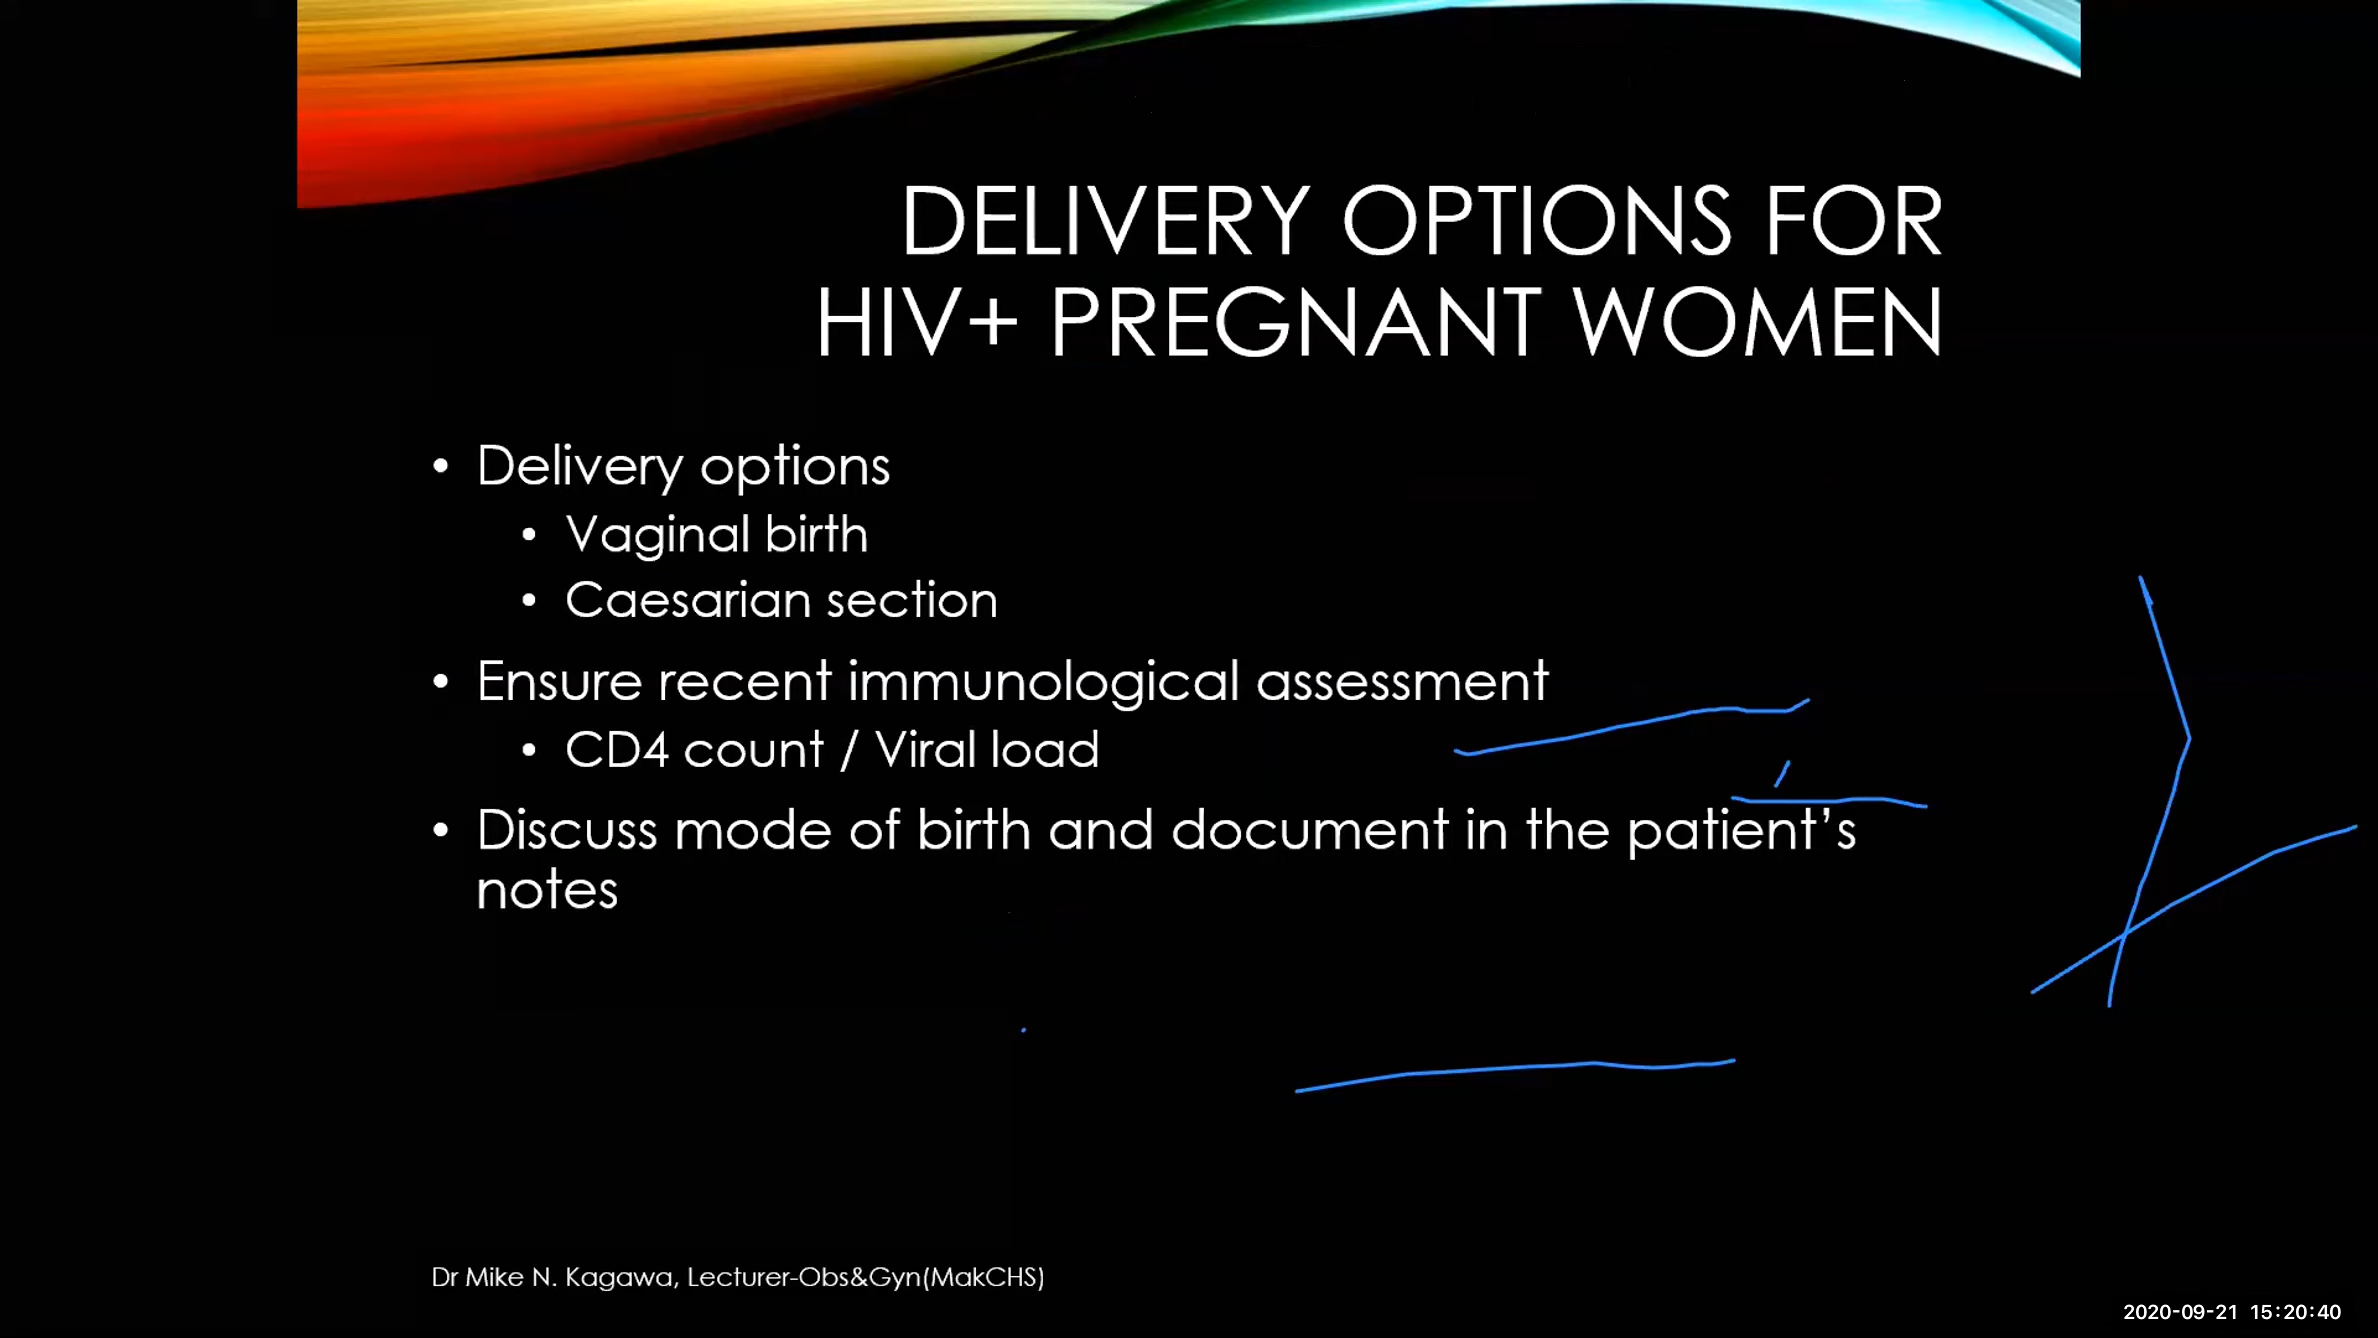 DELIVERY OPTIONS FOR
HIV+ PREGNANT WOMEN
• Delivery options
• Vaginal birth
• Caesarian section
• Ensure recent immunological assessment
• CD4 count / Viral load
• Discuss mode of birth and document in the patient’s
notes
Dr Mike N. Kagawa, Lecturer-Obs&Gyn(MakCHS)
2020-09-21 15:20:40